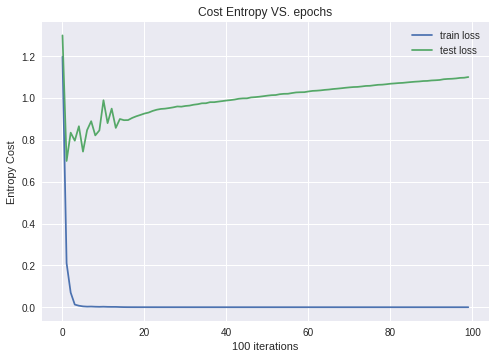 Cost Entropy VS. epochs
train loss
test loss
1.2
1.0
0.8
0.6
0.4
0.2
0.0
Entropy Cost
0 20 40 60 80 100
100 iterations